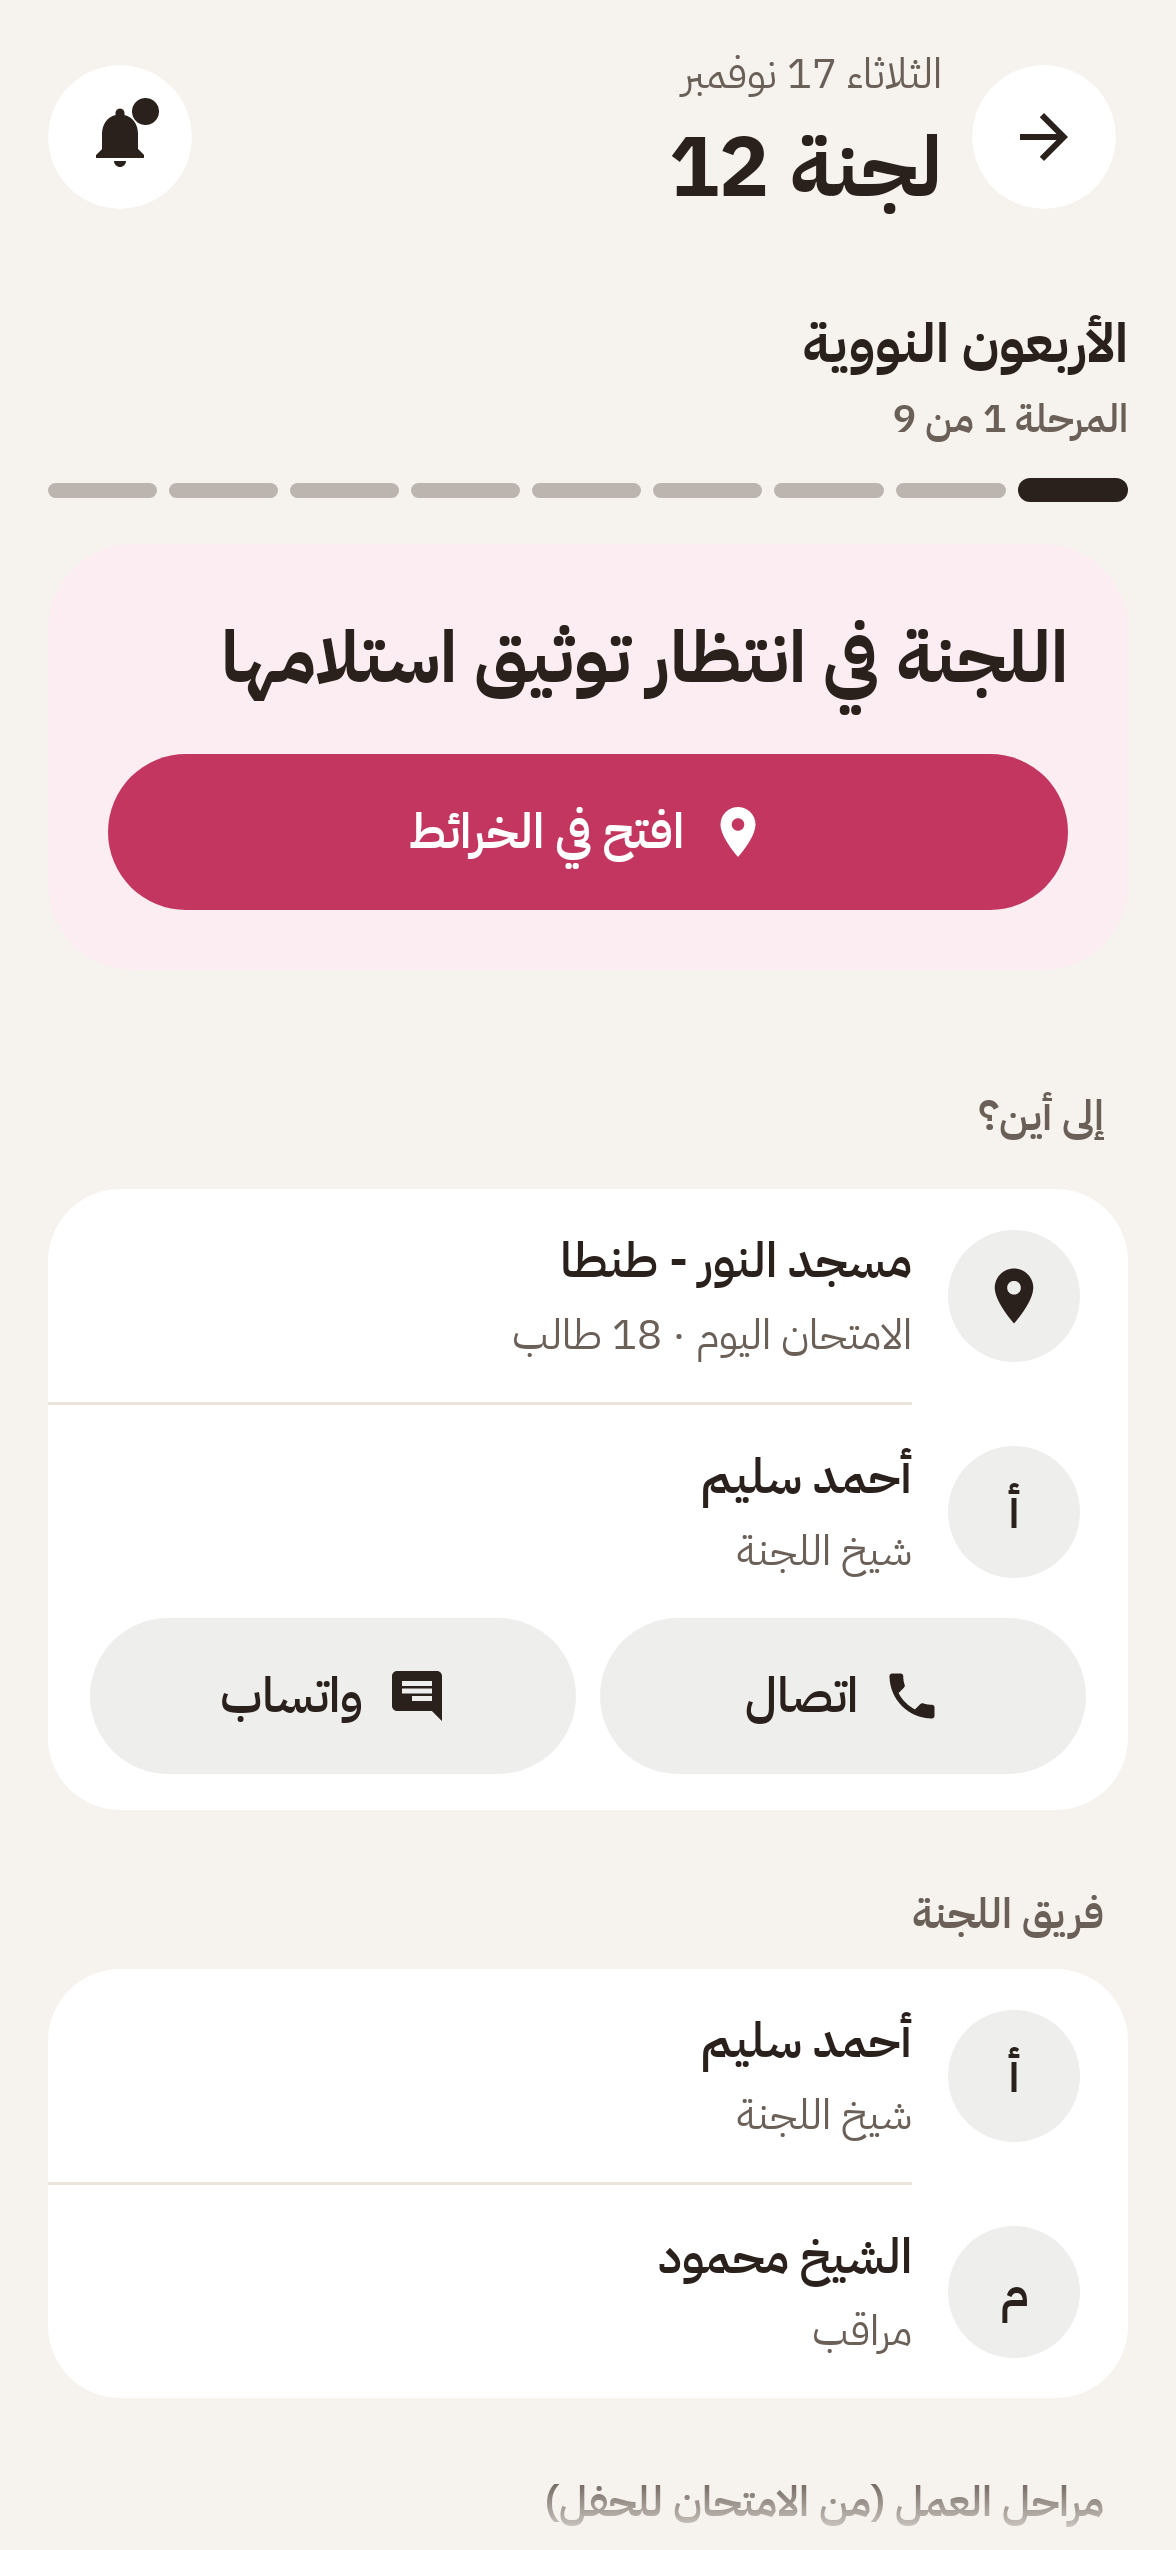 الثلاثاء 17 نوفمبر
لجنة 12
الأربعون النووية
المرحلة 1 من 9
اللجنة في انتظار توثيق استلامها
افتح في الخرائط
إلى أين؟
مسجد النور - طنطا
الامتحان اليوم · 18 طالب
أ
أحمد سليم
شيخ اللجنة
اتصال
واتساب
فريق اللجنة
أ
أحمد سليم
شيخ اللجنة
م
الشيخ محمود
مراقب
مراحل العمل (من الامتحان للحفل)